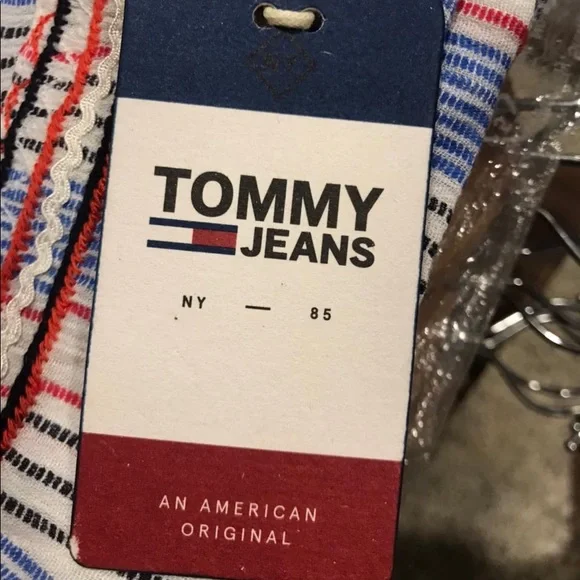 TOMMY
JEANS
NY — 85
AN AMERICAN
ORIGINAL